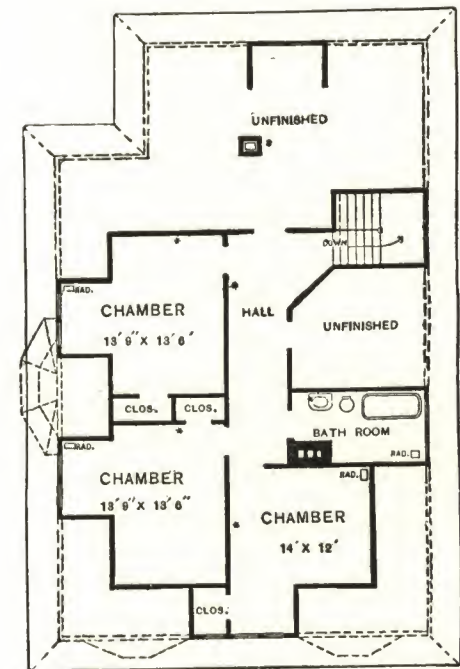 UNFINISHED
DOWN
RAD.
CHAMBER
13'9" X 13'6"
HALL
UNFINISHED
CLOS.
CLOS.
BATH ROOM
RAD.
RAD.
RAD.
CHAMBER
13'9" X 13'6"
CHAMBER
14' X 12'
CLOS.